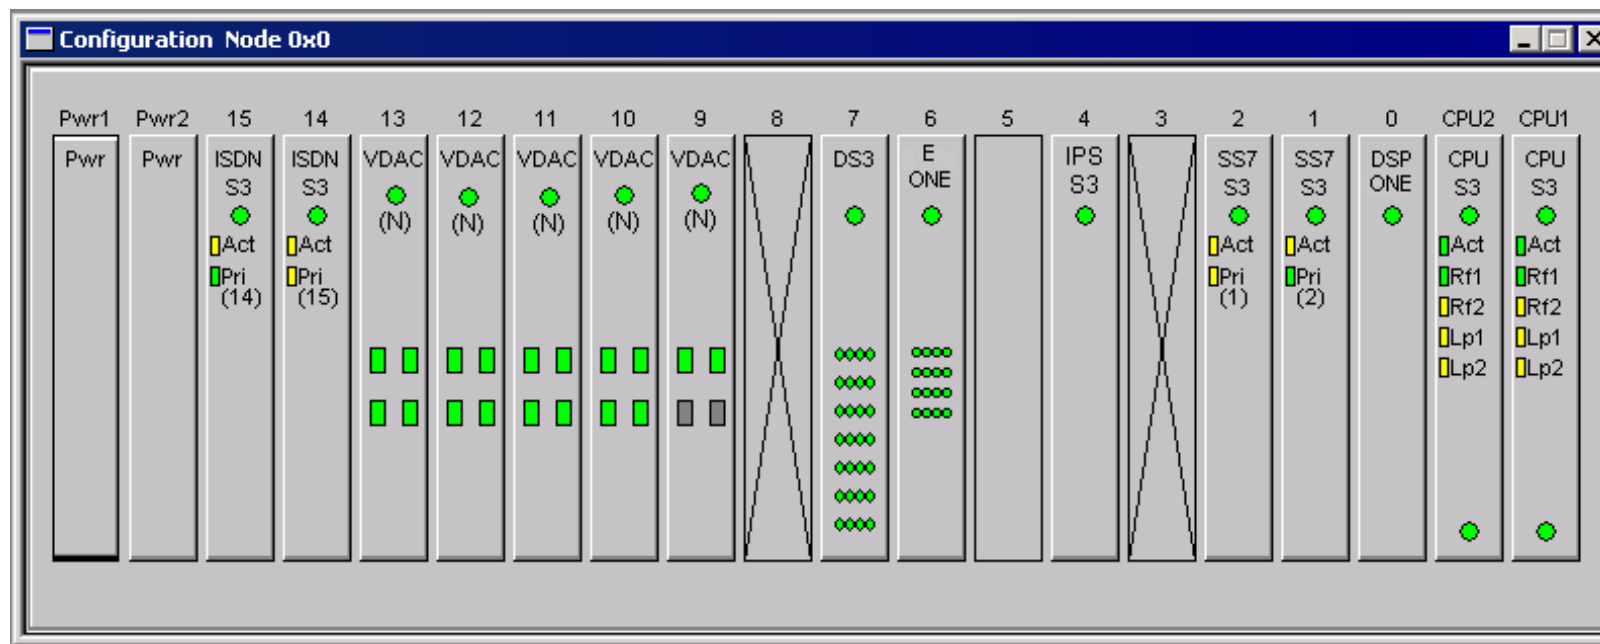 Configuration Node 0x0
Pwr1 Pwr2 15 14 13 12 11 10 9 8 7 6 5 4 3 2 1 0 CPU2 CPU1
Pwr
Pwr
ISDN
S3
Act
Pri
(14)
ISDN
S3
Act
Pri
(15)
VDAC
(N)
VDAC
(N)
VDAC
(N)
VDAC
(N)
VDAC
(N)
DS3
E
ONE
IPS
S3
SS7
S3
Act
Pri
(1)
SS7
S3
Act
Pri
(2)
DSP
ONE
CPU
S3
Act
Rf1
Rf2
Lp1
Lp2
CPU
S3
Act
Rf1
Rf2
Lp1
Lp2